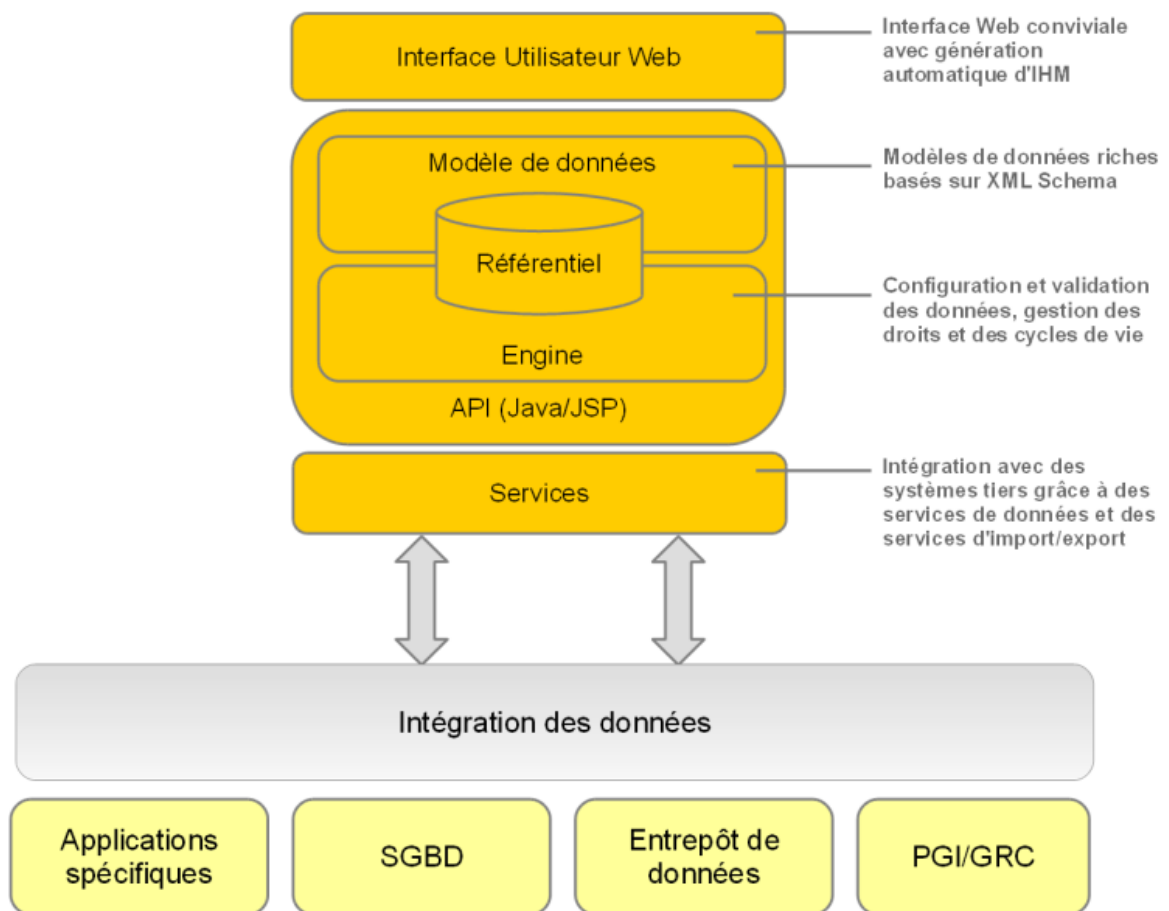 Interface Utilisateur Web
Interface Web conviviale
avec génération
automatique d'IHM
Modèle de données
Modèles de données riches
basés sur XML Schema
Référentiel
Configuration et validation
des données, gestion des
droits et des cycles de vie
Engine
API (Java/JSP)
Services
Intégration avec des
systèmes tiers grâce à des
services de données et des
services d'import/export
Intégration des données
Applications
spécifiques
SGBD
Entrepôt de
données
PGI/GRC